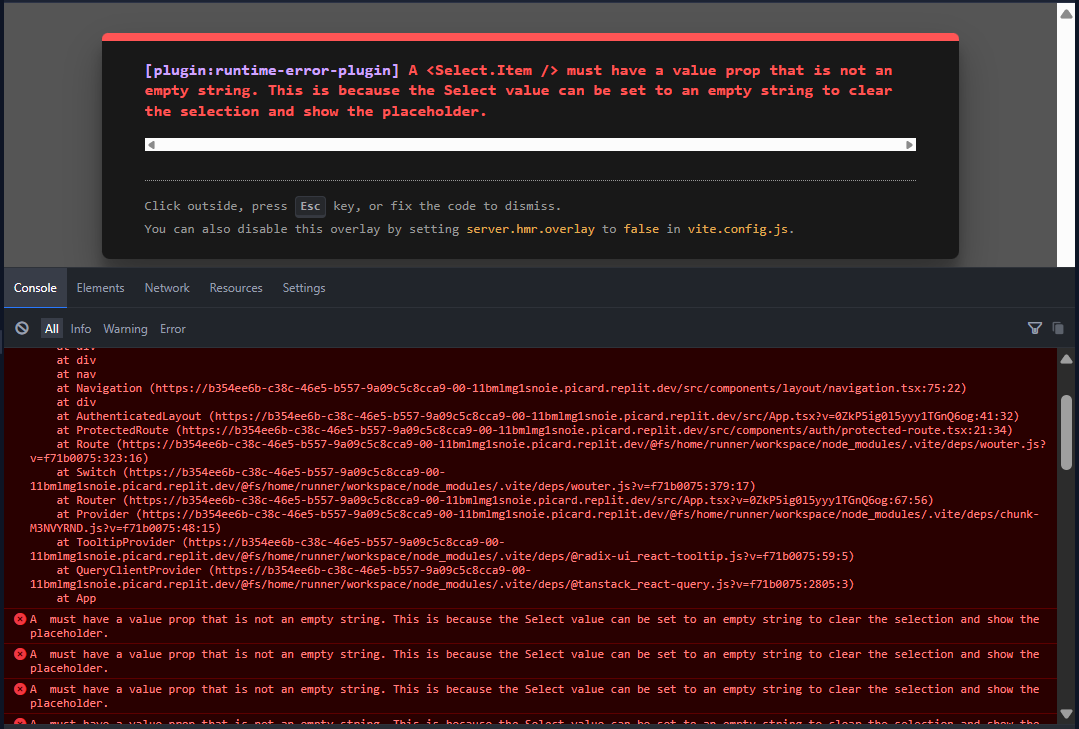 [plugin:runtime-error-plugin] A <Select.Item /> must have a value prop that is not an
empty string. This is because the Select value can be set to an empty string to clear
the selection and show the placeholder.
Click outside, press Esc key, or fix the code to dismiss.
You can also disable this overlay by setting server.hmr.overlay to false in vite.config.js.
Console Elements Network Resources Settings
All Info Warning Error
at div
at div
at nav
at Navigation (https://b354ee6b-c38c-46e5-b557-9a09c5c8cca9-00-11bmlmg1snoie.picard.replit.dev/src/components/layout/navigation.tsx:75:22)
at div
at AuthenticatedLayout (https://b354ee6b-c38c-46e5-b557-9a09c5c8cca9-00-11bmlmg1snoie.picard.replit.dev/src/App.tsx?v=0ZkP5ig0l5yyy1TGnQ6og:41:32)
at ProtectedRoute (https://b354ee6b-c38c-46e5-b557-9a09c5c8cca9-00-11bmlmg1snoie.picard.replit.dev/src/components/auth/protected-route.tsx:21:34)
at Route (https://b354ee6b-c38c-46e5-b557-9a09c5c8cca9-00-11bmlmg1snoie.picard.replit.dev/@fs/home/runner/workspace/node_modules/.vite/deps/wouter.js?
v=f71b0075:323:16)
at Switch (https://b354ee6b-c38c-46e5-b557-9a09c5c8cca9-00-
11bmlmg1snoie.picard.replit.dev/@fs/home/runner/workspace/node_modules/.vite/deps/wouter.js?v=f71b0075:379:17)
at Router (https://b354ee6b-c38c-46e5-b557-9a09c5c8cca9-00-11bmlmg1snoie.picard.replit.dev/src/App.tsx?v=0ZkP5ig0l5yyy1TGnQ6og:67:56)
at Provider (https://b354ee6b-c38c-46e5-b557-9a09c5c8cca9-00-11bmlmg1snoie.picard.replit.dev/@fs/home/runner/workspace/node_modules/.vite/deps/chunk-
M3NVYRND.js?v=f71b0075:48:15)
at TooltipProvider (https://b354ee6b-c38c-46e5-b557-9a09c5c8cca9-00-
11bmlmg1snoie.picard.replit.dev/@fs/home/runner/workspace/node_modules/.vite/deps/@radix-ui_react-tooltip.js?v=f71b0075:59:5)
at QueryClientProvider (https://b354ee6b-c38c-46e5-b557-9a09c5c8cca9-00-
11bmlmg1snoie.picard.replit.dev/@fs/home/runner/workspace/node_modules/.vite/deps/@tanstack_react-query.js?v=f71b0075:2805:3)
at App
A must have a value prop that is not an empty string. This is because the Select value can be set to an empty string to clear the selection and show the
placeholder.
A must have a value prop that is not an empty string. This is because the Select value can be set to an empty string to clear the selection and show the
placeholder.
A must have a value prop that is not an empty string. This is because the Select value can be set to an empty string to clear the selection and show the
placeholder.
A must have a value prop that is not an empty string. This is because the Select value can be set to an empty string to clear the selection and show the